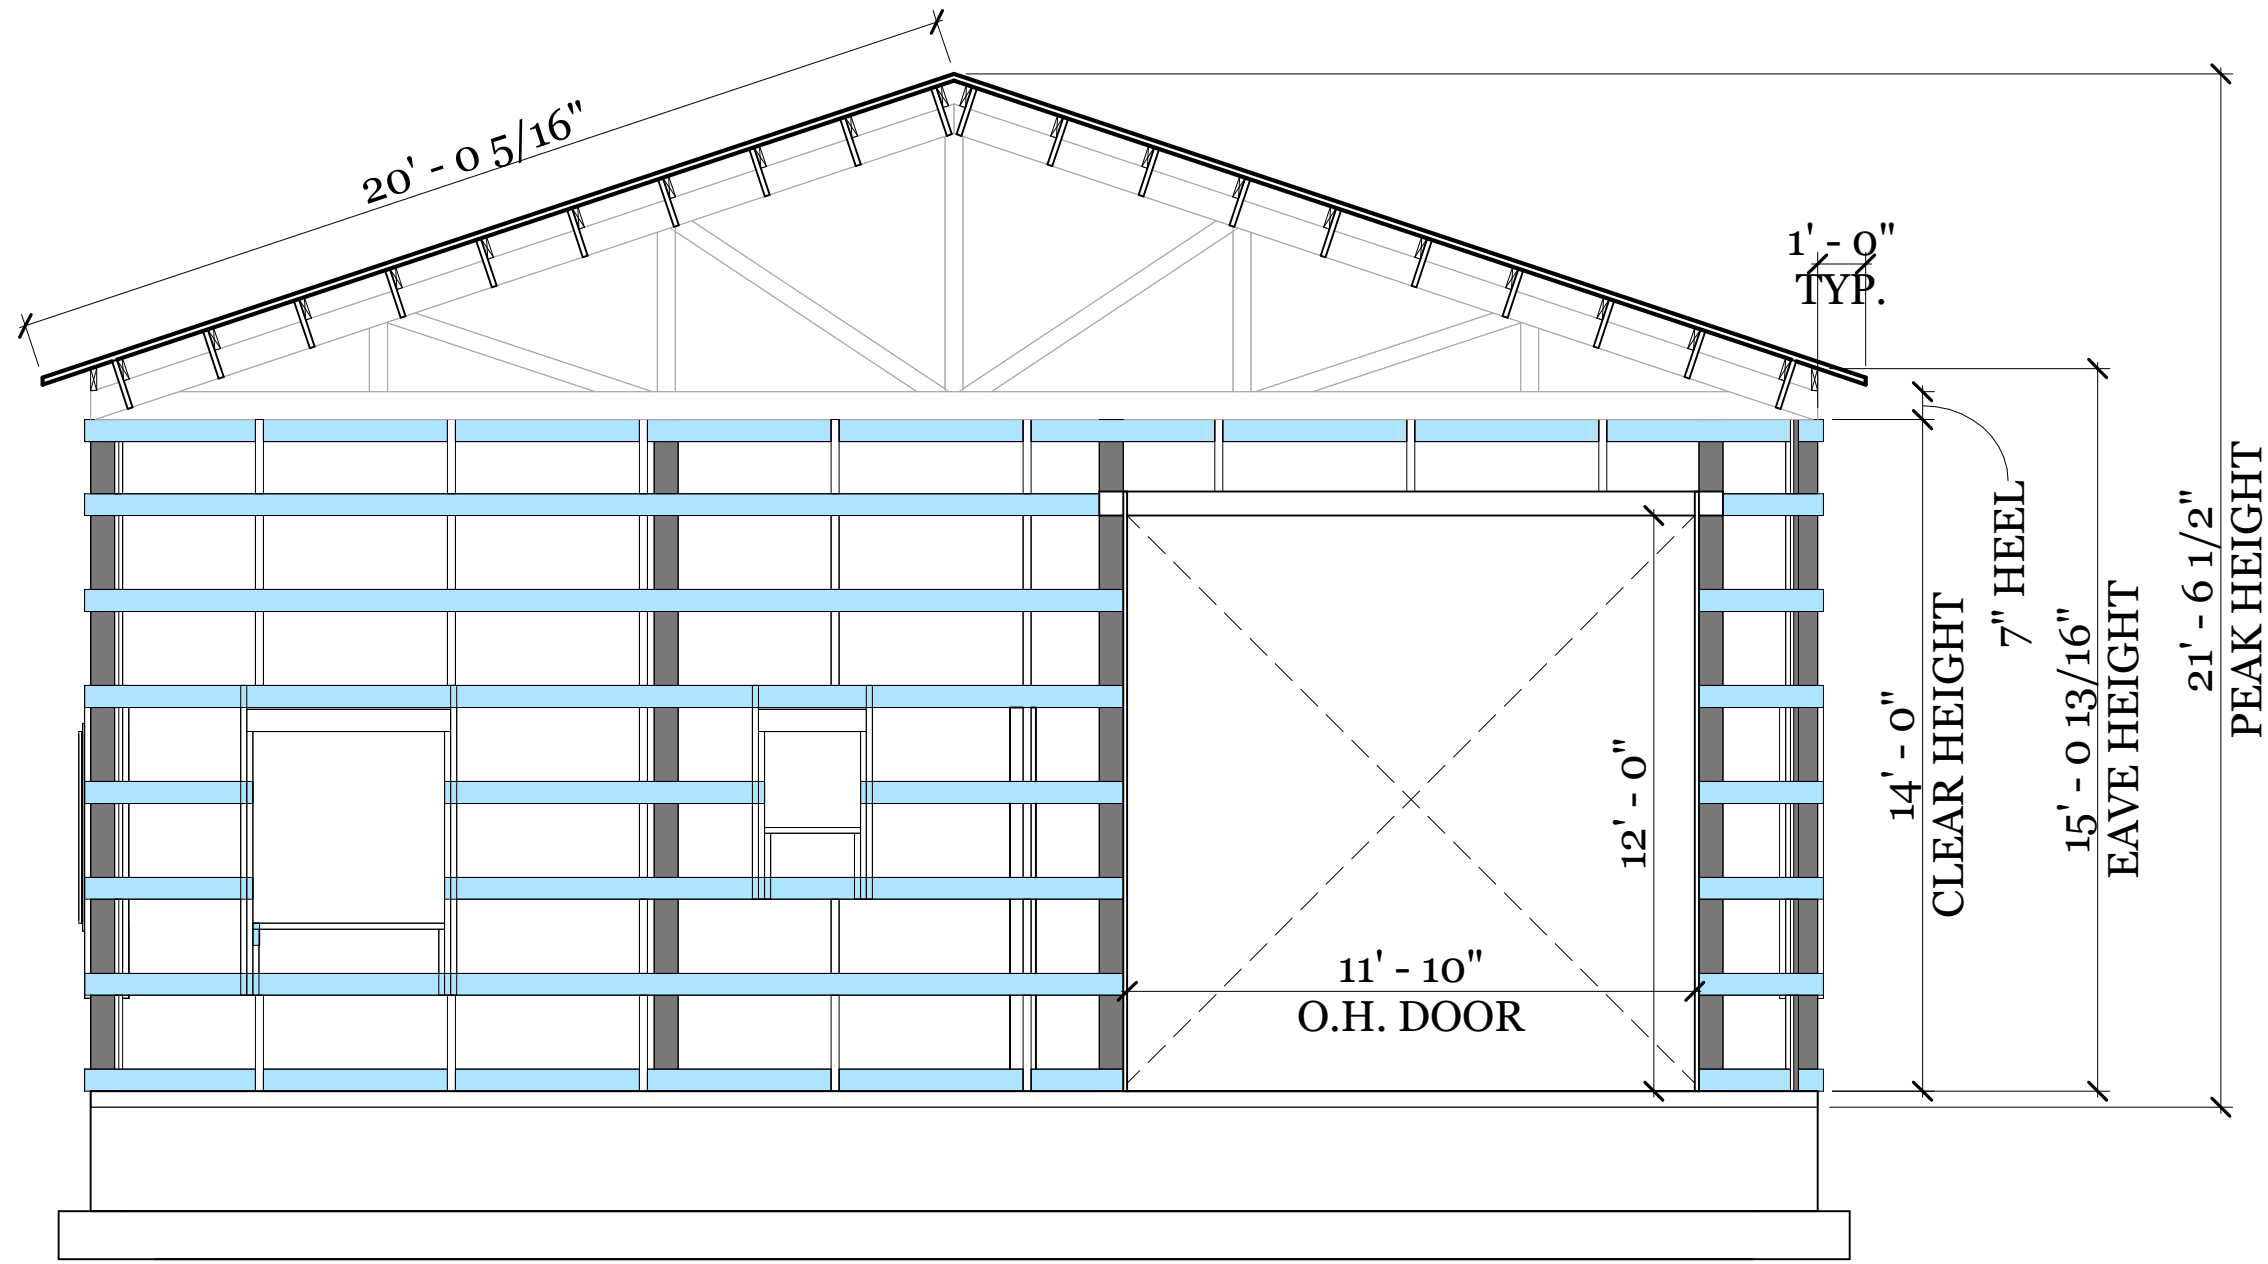 20' - 0 5/16"
1' - 0"
TYP.
7" HEEL
14' - 0"
CLEAR HEIGHT
15' - 0 13/16"
EAVE HEIGHT
21' - 6 1/2"
PEAK HEIGHT
12' - 0"
11' - 10"
O.H. DOOR